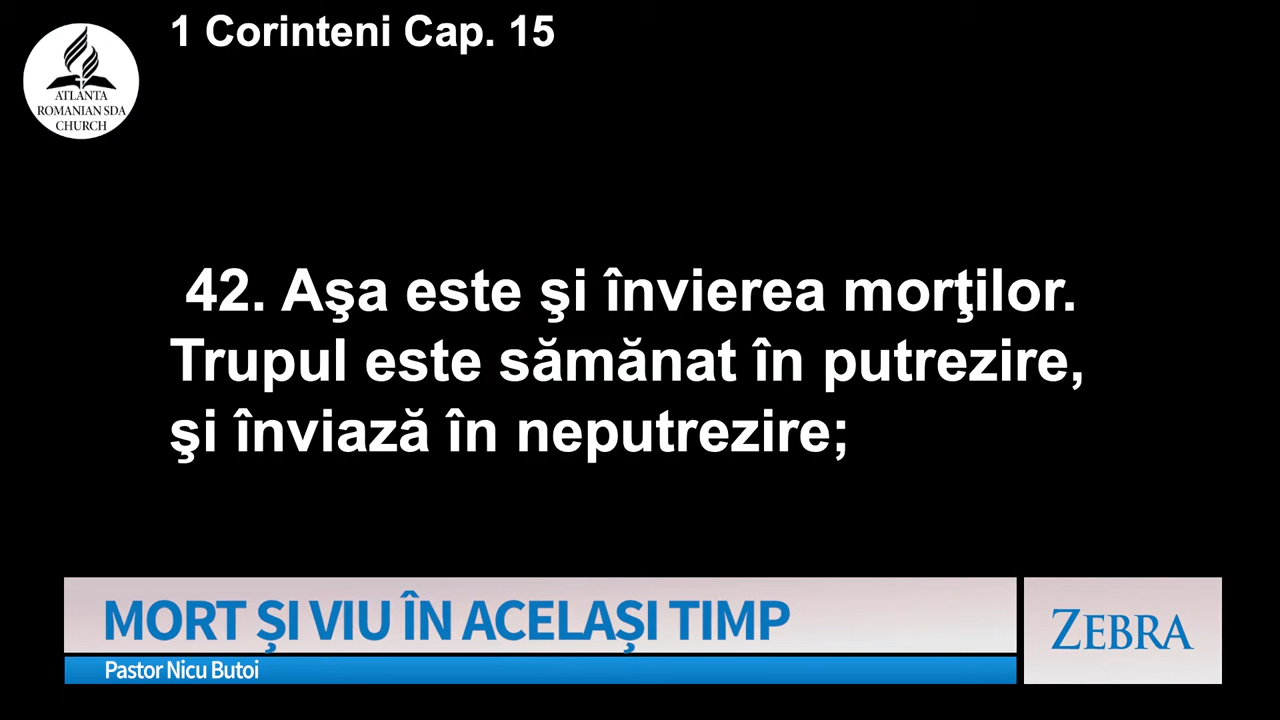 1 Corinteni Cap. 15
ATLANTA
ROMANIAN SDA
CHURCH
42. Aşa este şi învierea morţilor.
Trupul este sămănat în putrezire,
şi înviază în neputrezire;
MORT ȘI VIU ÎN ACELAȘI TIMP
ZEBRA
Pastor Nicu Butoi